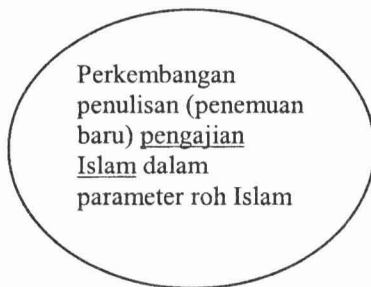 Perkembangan
penulisan (penemuan
baru) pengajian
Islam dalam
parameter roh Islam